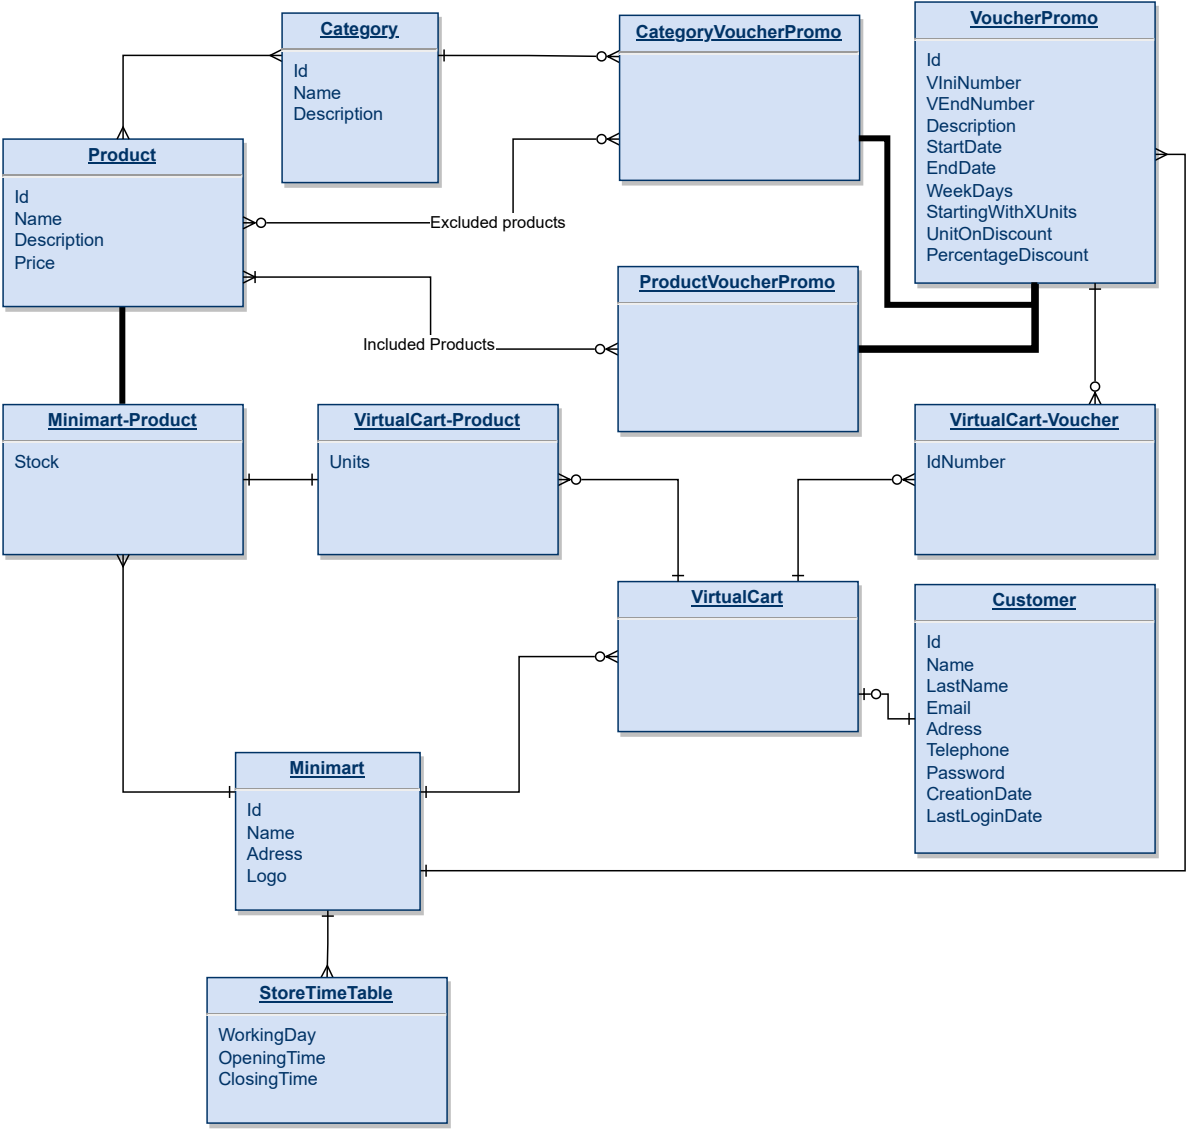 Category
Id
Name
Description
CategoryVoucherPromo
VoucherPromo
Id
VIniNumber
VEndNumber
Description
StartDate
EndDate
WeekDays
StartingWithXUnits
UnitOnDiscount
PercentageDiscount
Product
Id
Name
Description
Price
Excluded products
Included Products
ProductVoucherPromo
Minimart-Product
Stock
VirtualCart-Product
Units
VirtualCart-Voucher
IdNumber
VirtualCart
Customer
Id
Name
LastName
Email
Adress
Telephone
Password
CreationDate
LastLoginDate
Minimart
Id
Name
Adress
Logo
StoreTimeTable
WorkingDay
OpeningTime
ClosingTime